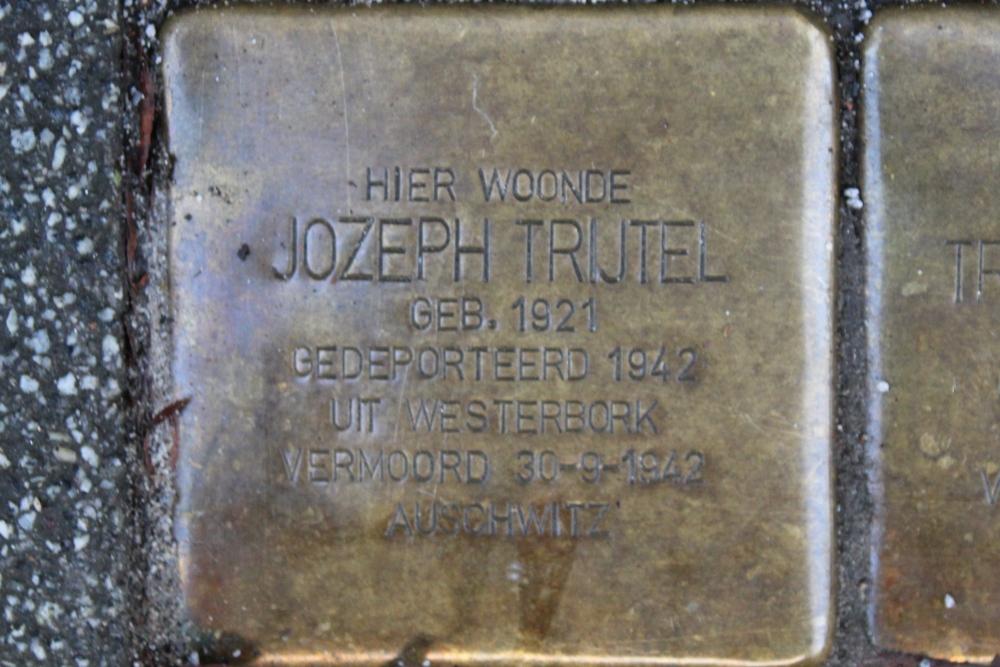 HIER WOONDE
JOZEPH TRIJTEL
GEB. 1921
GEDEPORTEERD 1942
UIT WESTERBORK
VERMOORD 30-9-1942
AUSCHWITZ